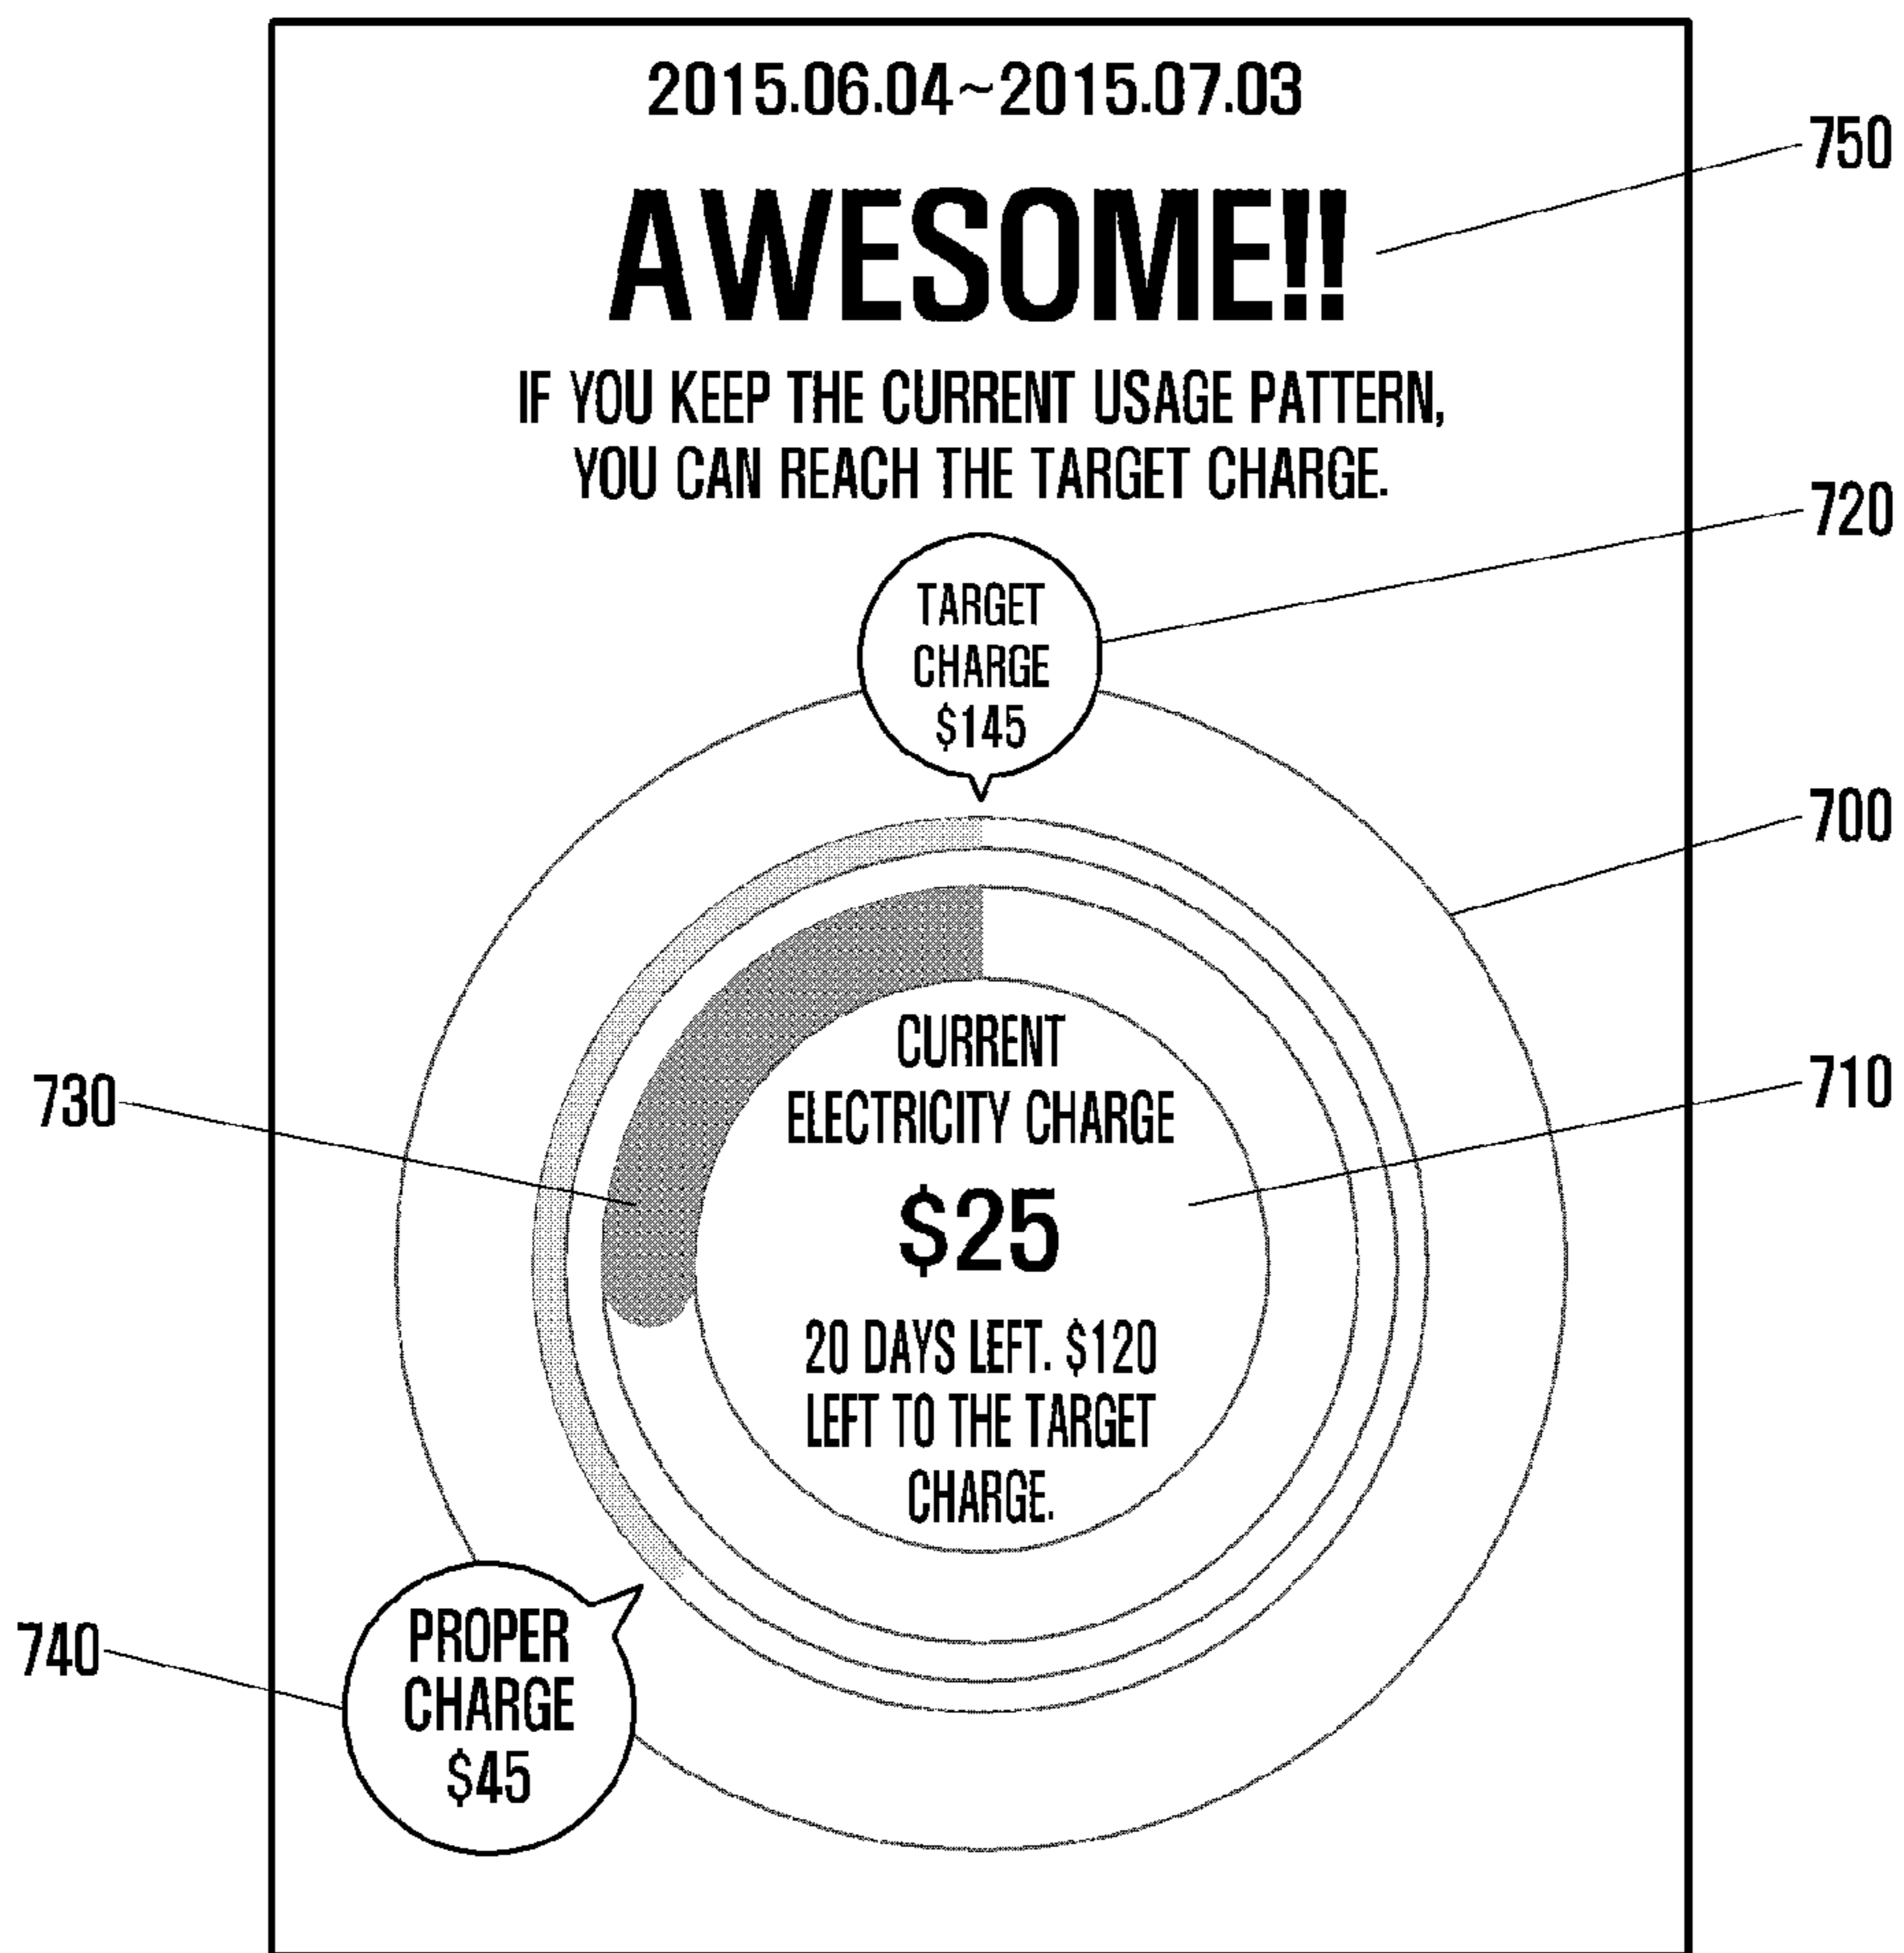 2015.06.04~2015.07.03
750
AWESOME!!
IF YOU KEEP THE CURRENT USAGE PATTERN,
YOU CAN REACH THE TARGET CHARGE.
720
TARGET
CHARGE
$145
700
CURRENT
ELECTRICITY CHARGE
710
730
$25
20 DAYS LEFT. $120
LEFT TO THE TARGET
CHARGE.
PROPER
CHARGE
$45
740